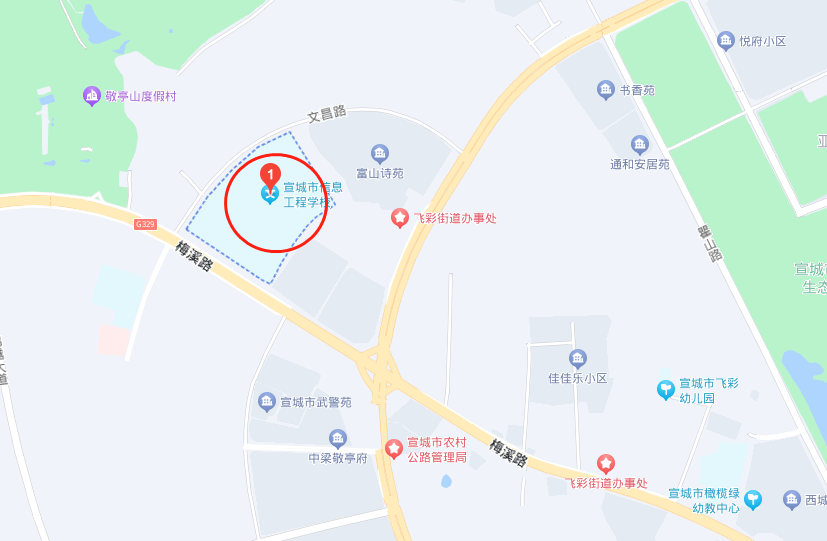 悦府小区
书香苑
敬亭山度假村
文昌路
通和安居苑
富山诗苑
1
宣城市信息
工程学校
飞彩街道办事处
G329
梅溪路
瞿山路
宣城市
生态
佳佳乐小区
宣城市飞彩
幼儿园
宣城市武警苑
中梁敬亭府
宣城市农村
公路管理局
梅溪路
飞彩街道办事处
宣城市橄榄绿
幼教中心
西城
大道